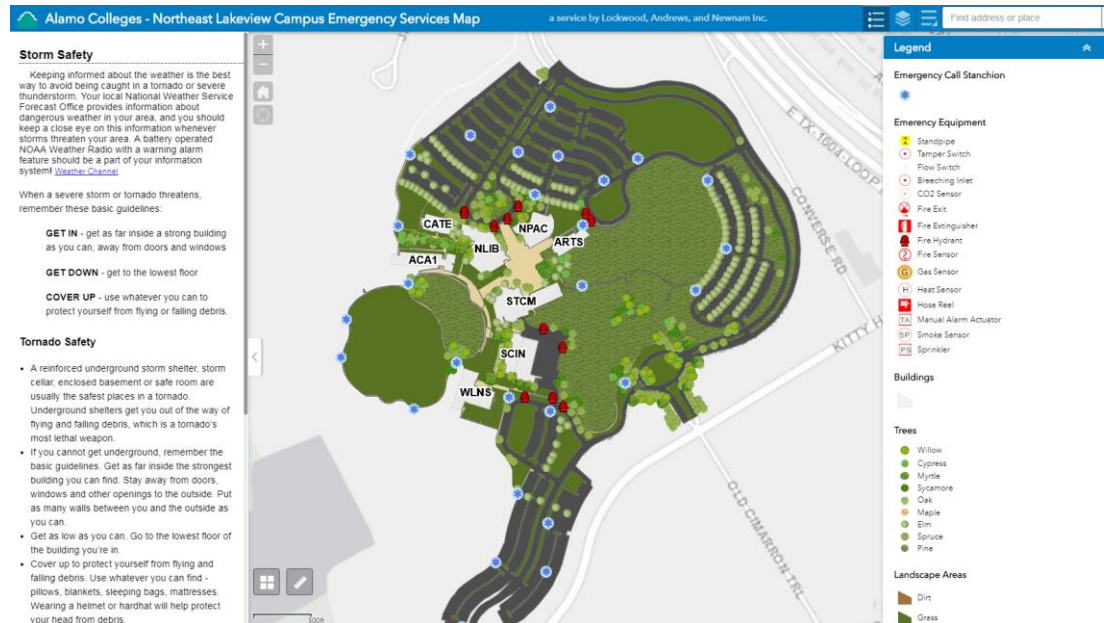 Alamo Colleges - Northeast Lakeview Campus Emergency Services Map
a service by Lockwood, Andrews, and Newnam Inc.
Find address or place
Storm Safety
Keeping informed about the weather is the best
way to avoid being caught in a tornado or severe
thunderstorm. Your local National Weather Service
Forecast Office provides information about
dangerous weather in your area, and you should
keep a close eye on this information whenever
storms threaten your area. A battery operated
NOAA Weather Radio with a warning alarm
feature should be a part of your information
system! Weather Channel
When a severe storm or tornado threatens,
remember these basic guidelines:
GET IN - get as far inside a strong building
as you can, away from doors and windows
GET DOWN - get to the lowest floor
COVER UP - use whatever you can to
protect yourself from flying or falling debris.
Tornado Safety
• A reinforced underground storm shelter, storm
cellar, enclosed basement or safe room are
usually the safest places in a tornado.
Underground shelters get you out of the way of
flying and falling debris, which is a tornado's
most lethal weapon.
• If you cannot get underground, remember the
basic guidelines. Get as far inside the strongest
building you can find. Stay away from doors,
windows and other openings to the outside. Put
as many walls between you and the outside as
you can.
• Get as low as you can. Go to the lowest floor of
the building you're in.
• Cover up to protect yourself from flying and
falling debris. Use whatever you can find -
pillows, blankets, sleeping bags, mattresses.
Wearing a helmet or hardhat will help protect
your head from debris.
CATE
NPAC
NLIB
ARTS
ACA1
STCM
SCIN
WLNS
E TX-1604-LOOP
CONVERSE RD
KITTY H
OLD CIMARRON TRL
300ft
Legend
Emergency Call Stanchion
Emerency Equipment
Standpipe
Tamper Switch
Flow Switch
Breeching Inlet
CO2 Sensor
Fire Exit
Fire Extinguisher
Fire Hydrant
Fire Sensor
G Gas Sensor
H Heat Sensor
Hose Reel
TA Manual Alarm Actuator
SP Smoke Sensor
PS Sprinkler
Buildings
Trees
Willow
Cypress
Myrtle
Sycamore
Oak
Maple
Elm
Spruce
Pine
Landscape Areas
Dirt
Grass